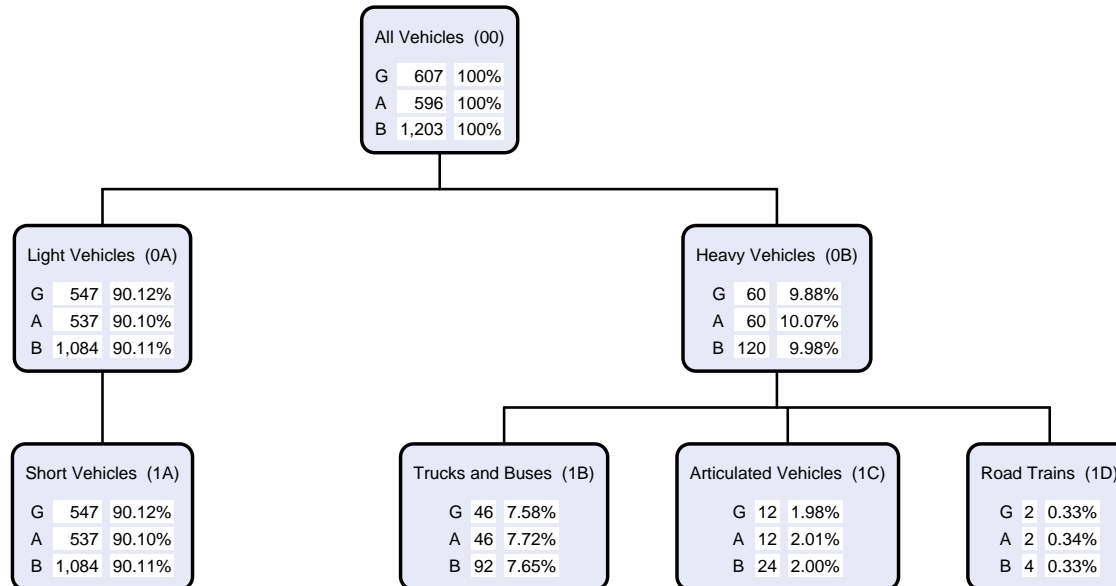 All Vehicles (00)
G 607 100%
A 596 100%
B 1,203 100%
Light Vehicles (0A)
G 547 90.12%
A 537 90.10%
B 1,084 90.11%
Heavy Vehicles (0B)
G 60 9.88%
A 60 10.07%
B 120 9.98%
Short Vehicles (1A)
G 547 90.12%
A 537 90.10%
B 1,084 90.11%
Trucks and Buses (1B)
G 46 7.58%
A 46 7.72%
B 92 7.65%
Articulated Vehicles (1C)
G 12 1.98%
A 12 2.01%
B 24 2.00%
Road Trains (1D)
G 2 0.33%
A 2 0.34%
B 4 0.33%